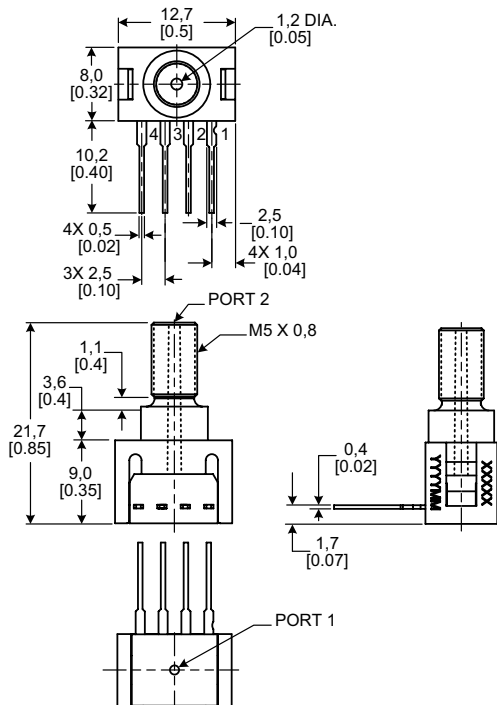 12,7
[0.5]
1,2 DIA.
[0.05]
8,0
[0.32]
4 3 2 1
10,2
[0.40]
4X 0,5
[0.02]
2,5
[0.10]
4X 1,0
[0.04]
3X 2,5
[0.10]
PORT 2
M5 X 0,8
1,1
[0.4]
3,6
[0.4]
21,7
[0.85]
9,0
[0.35]
0,4
[0.02]
YYYYMM
XXXXX
1,7
[0.07]
PORT 1